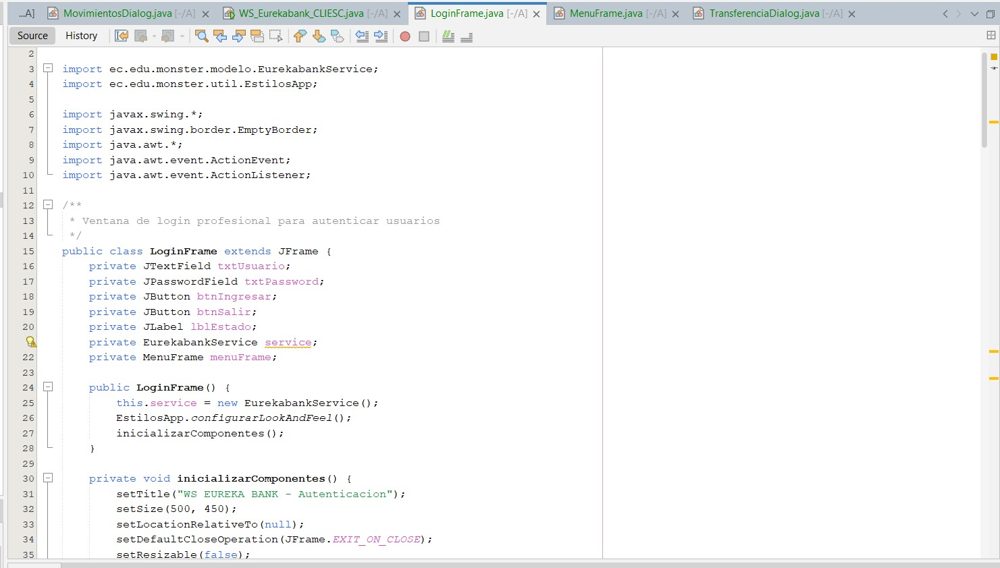 ...A] MovimientosDialog.java [-/A] WS_Eurekabank_CLIESC.java [-/A] LoginFrame.java [-/A] MenuFrame.java [-/A] TransferenciaDialog.java [-/A]
Source History
2
3 import ec.edu.monster.modelo.EurekabankService;
4 import ec.edu.monster.util.EstilosApp;
5
6 import javax.swing.*;
7 import javax.swing.border.EmptyBorder;
8 import java.awt.*;
9 import java.awt.event.ActionEvent;
10 import java.awt.event.ActionListener;
11
12 /**
13 * Ventana de login profesional para autenticar usuarios
14 */
15 public class LoginFrame extends JFrame {
16 private JTextField txtUsuario;
17 private JPasswordField txtPassword;
18 private JButton btnIngresar;
19 private JButton btnSalir;
20 private JLabel lblEstado;
private EurekabankService service;
22 private MenuFrame menuFrame;
23
24 public LoginFrame() {
25 this.service = new EurekabankService();
26 EstilosApp.configurarLookAndFeel();
27 inicializarComponentes();
28 }
29
30 private void inicializarComponentes() {
31 setTitle("WS EUREKA BANK - Autenticacion");
32 setSize(500, 450);
33 setLocationRelativeTo(null);
34 setDefaultCloseOperation(JFrame.EXIT_ON_CLOSE);
35 setResizable(false);